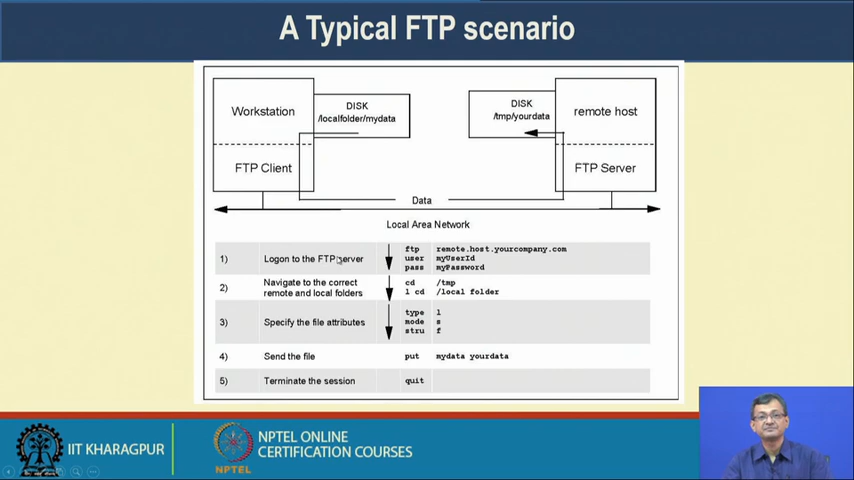 A Typical FTP scenario
Workstation
DISK
/localfolder/mydata
DISK
/tmp/yourdata
remote host
FTP Client
FTP Server
Data
Local Area Network
1) Logon to the FTP server ftp remote.host.yourcompany.com
user myUserId
pass myPassword
2) Navigate to the correct cd /tmp
remote and local folders l cd /local folder
3) Specify the file attributes type l
mode s
stru f
4) Send the file put mydata yourdata
5) Terminate the session quit
IIT KHARAGPUR
NPTEL
NPTEL ONLINE
CERTIFICATION COURSES